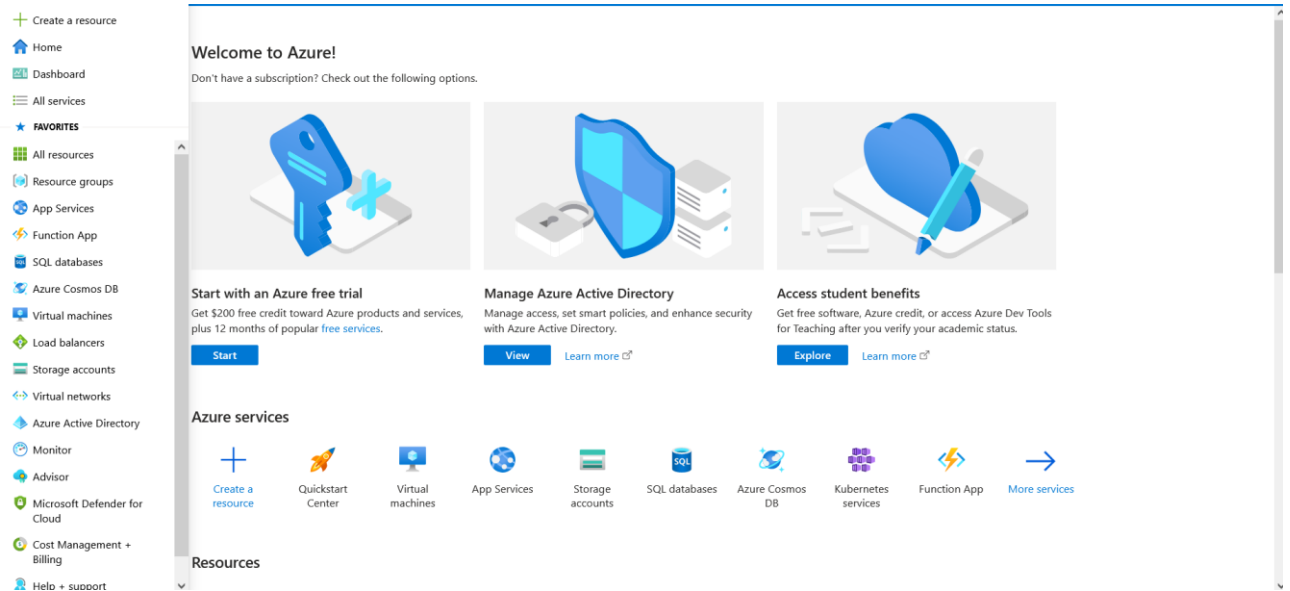 Create a resource
Home
Dashboard
All services
FAVORITES
All resources
Resource groups
App Services
Function App
SQL databases
Azure Cosmos DB
Virtual machines
Load balancers
Storage accounts
Virtual networks
Azure Active Directory
Monitor
Advisor
Microsoft Defender for
Cloud
Cost Management +
Billing
Help + support
Welcome to Azure!
Don't have a subscription? Check out the following options.
Start with an Azure free trial
Get $200 free credit toward Azure products and services,
plus 12 months of popular free services.
Start
Manage Azure Active Directory
Manage access, set smart policies, and enhance security
with Azure Active Directory.
View
Learn more
Access student benefits
Get free software, Azure credit, or access Azure Dev Tools
for Teaching after you verify your academic status.
Explore
Learn more
Azure services
Create a
resource
Quickstart
Center
Virtual
machines
App Services
Storage
accounts
SQL
SQL databases
Azure Cosmos
DB
Kubernetes
services
Function App
More services
Resources